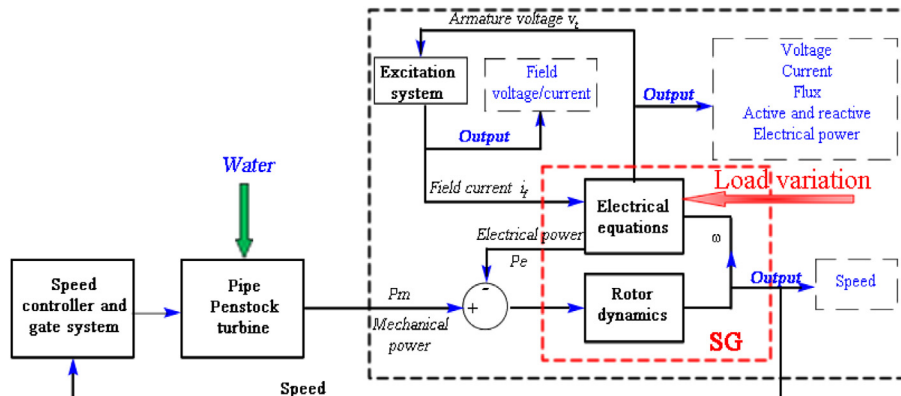 Armature voltage vt
Excitation
system
Field
voltage/current
Output
Voltage
Current
Flux
Active and reactive
Electrical power
Output
Water
Field current if
Load variation
Electrical
equations
Electrical power
Pe
ω
Speed
controller and
gate system
Pipe
Penstock
turbine
Pm
Mechanical
power
+
-
Rotor
dynamics
Output
Speed
SG
Speed